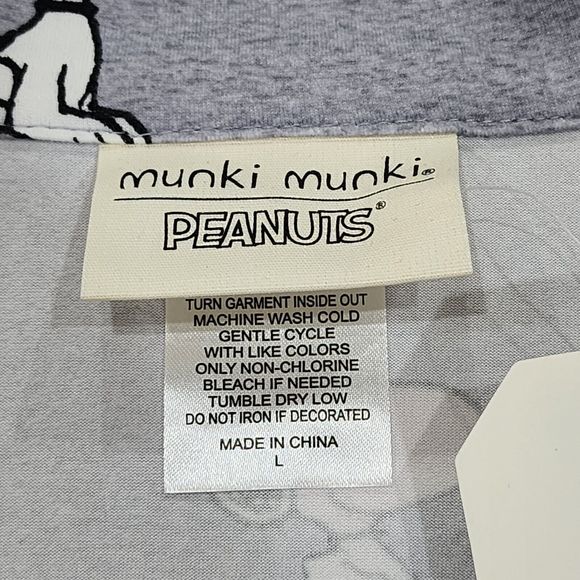 munki munki®
PEANUTS®
TURN GARMENT INSIDE OUT
MACHINE WASH COLD
GENTLE CYCLE
WITH LIKE COLORS
ONLY NON-CHLORINE
BLEACH IF NEEDED
TUMBLE DRY LOW
DO NOT IRON IF DECORATED
MADE IN CHINA
L